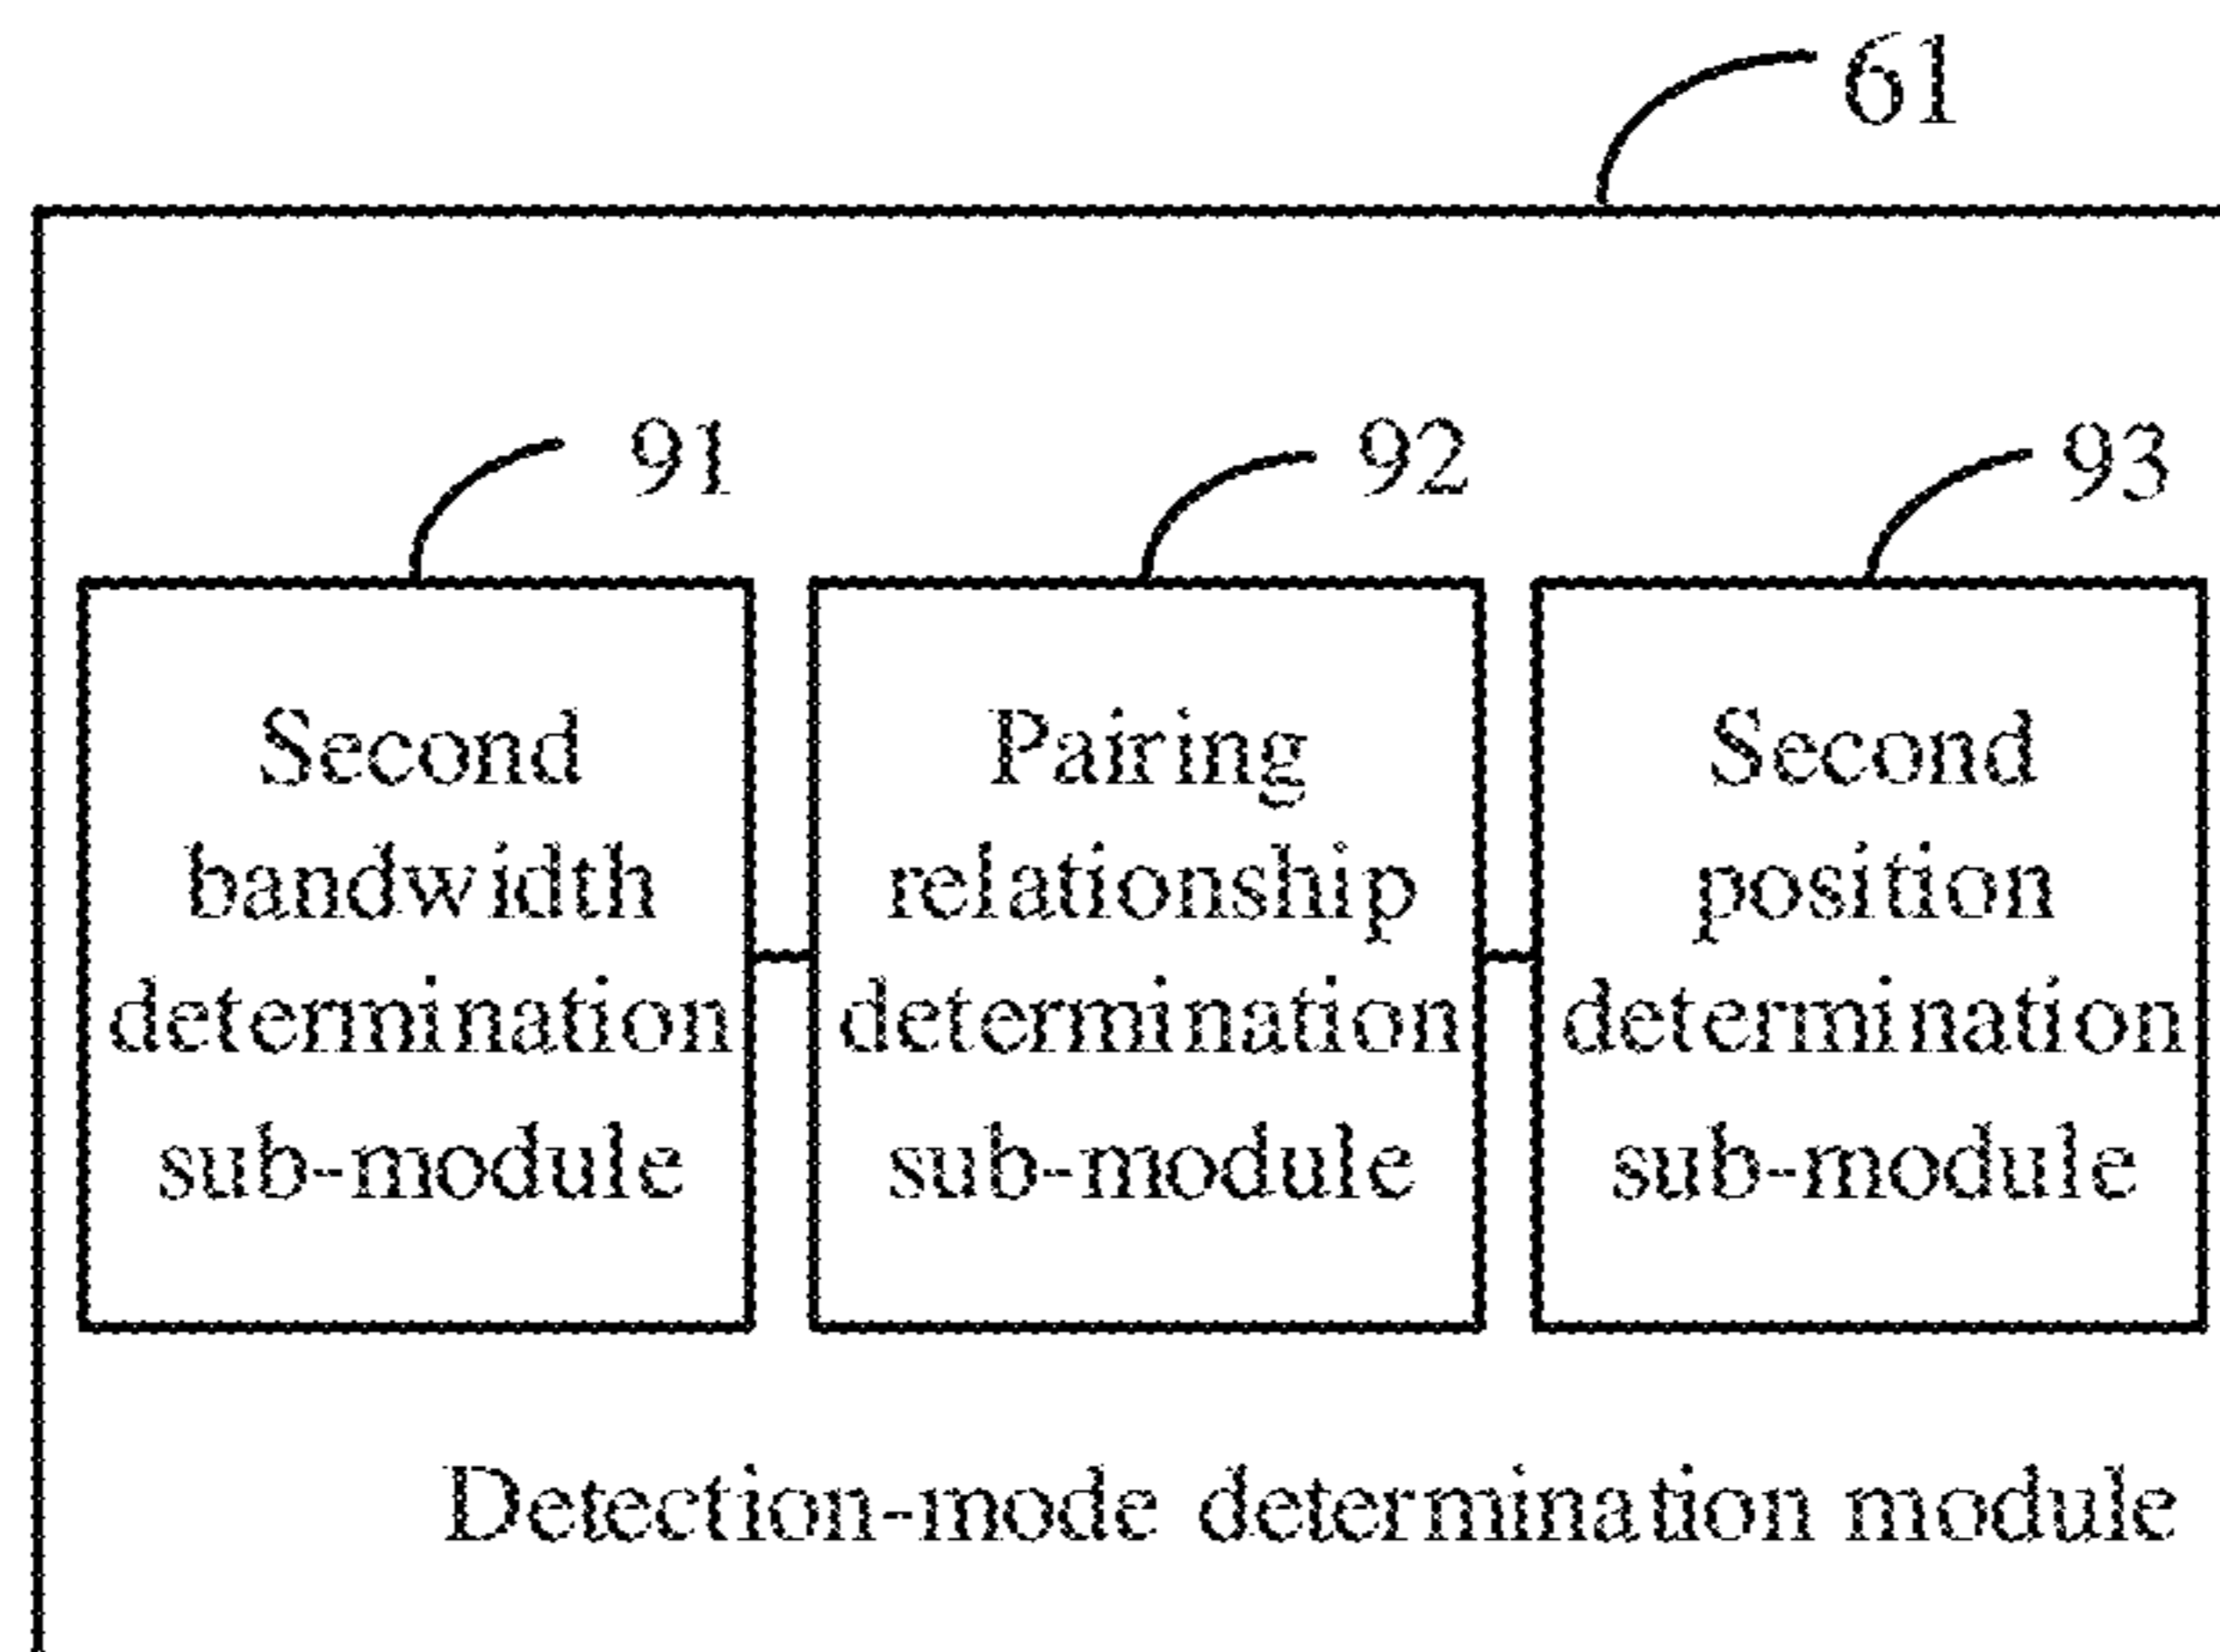 61
91
92
93
Second
bandwidth
determination
sub-module
Pairing
relationship
determination
sub-module
Second
position
determination
sub-module
Detection-mode determination module